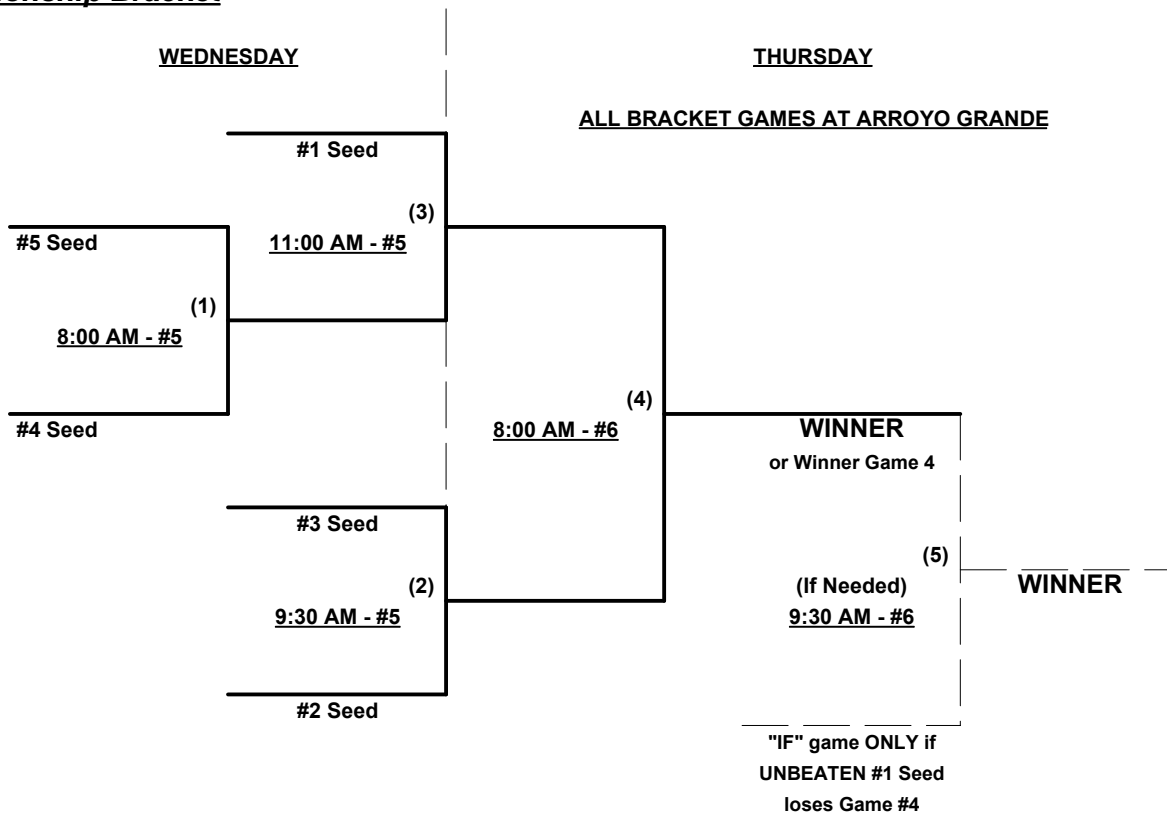 WEDNESDAY
THURSDAY
ALL BRACKET GAMES AT ARROYO GRANDE
#1 Seed
(3)
11:00 AM - #5
#5 Seed
(1)
8:00 AM - #5
#4 Seed
(4)
8:00 AM - #6
WINNER
or Winner Game 4
#3 Seed
(2)
9:30 AM - #5
#2 Seed
(5)
(If Needed)
9:30 AM - #6
WINNER
"IF" game ONLY if
UNBEATEN #1 Seed
loses Game #4